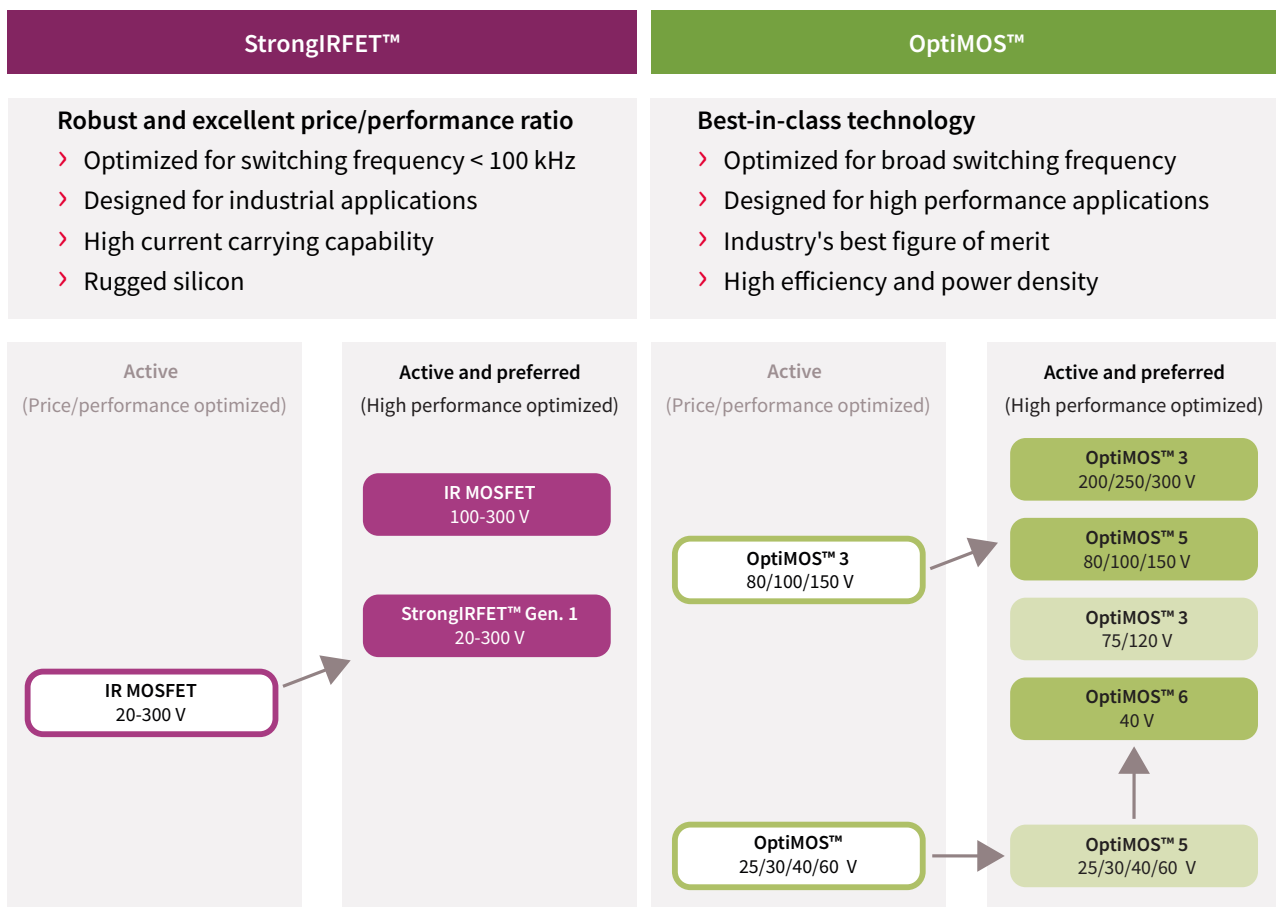 StrongIRFET™
Robust and excellent price/performance ratio
› Optimized for switching frequency < 100 kHz
› Designed for industrial applications
› High current carrying capability
› Rugged silicon
Active
(Price/performance optimized)
IR MOSFET
20-300 V
Active and preferred
(High performance optimized)
IR MOSFET
100-300 V
StrongIRFET™ Gen. 1
20-300 V
OptiMOS™
Best-in-class technology
› Optimized for broad switching frequency
› Designed for high performance applications
› Industry's best figure of merit
› High efficiency and power density
Active
(Price/performance optimized)
OptiMOS™ 3
80/100/150 V
OptiMOS™
25/30/40/60 V
Active and preferred
(High performance optimized)
OptiMOS™ 3
200/250/300 V
OptiMOS™ 5
80/100/150 V
OptiMOS™ 3
75/120 V
OptiMOS™ 6
40 V
OptiMOS™ 5
25/30/40/60 V